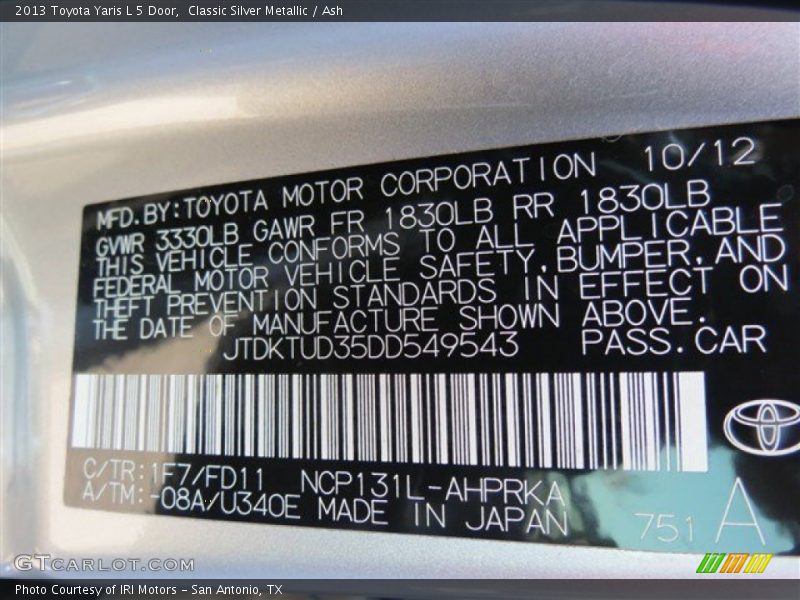 2013 Toyota Yaris L 5 Door,  Classic Silver Metallic / Ash
MFD. BY: TOYOTA MOTOR CORPORATION 10/12
GVWR 3330LB GAWR FR 1830LB RR 1830LB
THIS VEHICLE CONFORMS TO ALL APPLICABLE
FEDERAL MOTOR VEHICLE SAFETY, BUMPER, AND
THEFT PREVENTION STANDARDS IN EFFECT ON
THE DATE OF MANUFACTURE SHOWN ABOVE.
JTDKTUD35DD549543 PASS. CAR
C/TR: 1F7/FD11 NCP131L-AHPRKA
A/TM: -08A/U340E MADE IN JAPAN 751 A
GTCARLOT.COM
Photo Courtesy of IRI Motors – San Antonio, TX